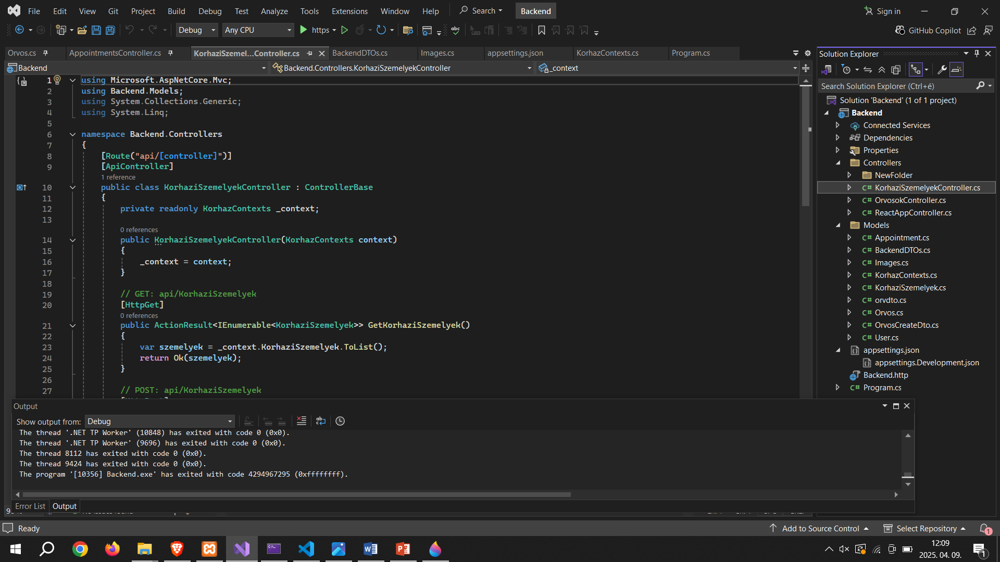 File Edit View Git Project Build Debug Test Analyze Tools Extensions Window Help Search Backend Sign in
Debug Any CPU https GitHub Copilot
Orvos.cs AppointmentsController.cs KorhaziSzemel...Controller.cs BackendDTOs.cs Images.cs appsettings.json KorhazContexts.cs Program.cs
Backend Backend.Controllers.KorhaziSzemelyekController _context
1 using Microsoft.AspNetCore.Mvc;
2 using Backend.Models;
3 using System.Collections.Generic;
4 using System.Linq;
5
6 namespace Backend.Controllers
7 {
8 [Route("api/[controller]")]
9 [ApiController]
1 reference
10 public class KorhaziSzemelyekController : ControllerBase
11 {
12 private readonly KorhazContexts _context;
13
0 references
14 public KorhaziSzemelyekController(KorhazContexts context)
15 {
16 _context = context;
17 }
18
19 // GET: api/KorhaziSzemelyek
20 [HttpGet]
0 references
21 public ActionResult<IEnumerable<KorhaziSzemelyek>> GetKorhaziSzemelyek()
22 {
23 var szemelyek = _context.KorhaziSzemelyek.ToList();
24 return Ok(szemelyek);
25 }
26
27 // POST: api/KorhaziSzemelyek
Solution Explorer
Search Solution Explorer (Ctrl+é)
Solution 'Backend' (1 of 1 project)
Backend
Connected Services
Dependencies
Properties
Controllers
NewFolder
C# KorhaziSzemelyekController.cs
C# OrvosokController.cs
C# ReactAppController.cs
Models
C# Appointment.cs
C# BackendDTOs.cs
C# Images.cs
C# KorhazContexts.cs
C# KorhaziSzemelyek.cs
C# orvdto.cs
C# Orvos.cs
C# OrvosCreateDto.cs
C# User.cs
appsettings.json
appsettings.Development.json
Backend.http
C# Program.cs
Output
Show output from: Debug
The thread '.NET TP Worker' (10848) has exited with code 0 (0x0).
The thread '.NET TP Worker' (9696) has exited with code 0 (0x0).
The thread 8112 has exited with code 0 (0x0).
The thread 9424 has exited with code 0 (0x0).
The program '[10356] Backend.exe' has exited with code 4294967295 (0xffffffff).
Error List Output
Ready Add to Source Control Select Repository 1
12:09
2025. 04. 09.
1